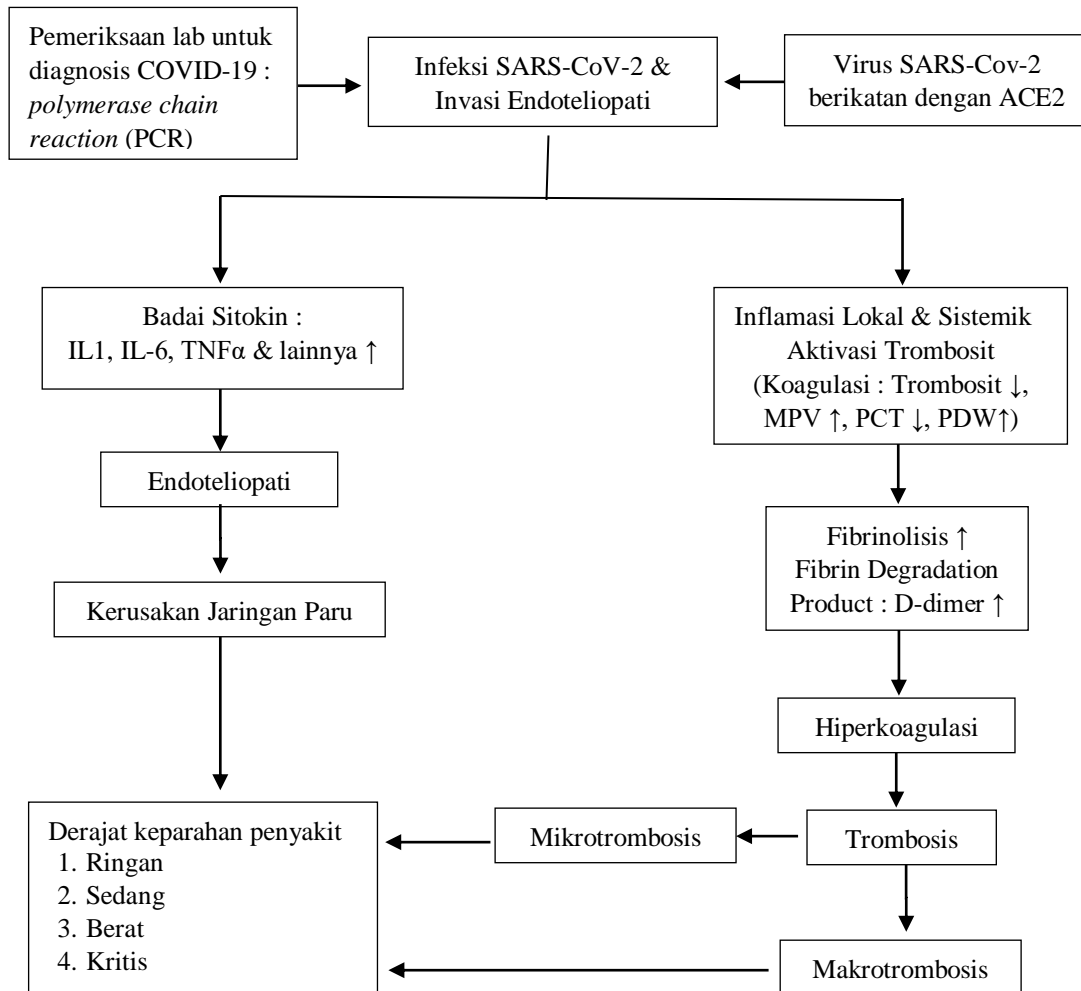 Pemeriksaan lab untuk
diagnosis COVID-19 :
polymerase chain
reaction (PCR)
Infeksi SARS-CoV-2 &
Invasi Endoteliopati
Virus SARS-Cov-2
berikatan dengan ACE2
Badai Sitokin :
IL1, IL-6, TNFα & lainnya ↑
Inflamasi Lokal & Sistemik
Aktivasi Trombosit
(Koagulasi : Trombosit ↓,
MPV ↑, PCT ↓, PDW↑)
Endoteliopati
Fibrinolisis ↑
Fibrin Degradation
Product : D-dimer ↑
Kerusakan Jaringan Paru
Hiperkoagulasi
Derajat keparahan penyakit
1. Ringan
2. Sedang
3. Berat
4. Kritis
Mikrotrombosis
Trombosis
Makrotrombosis